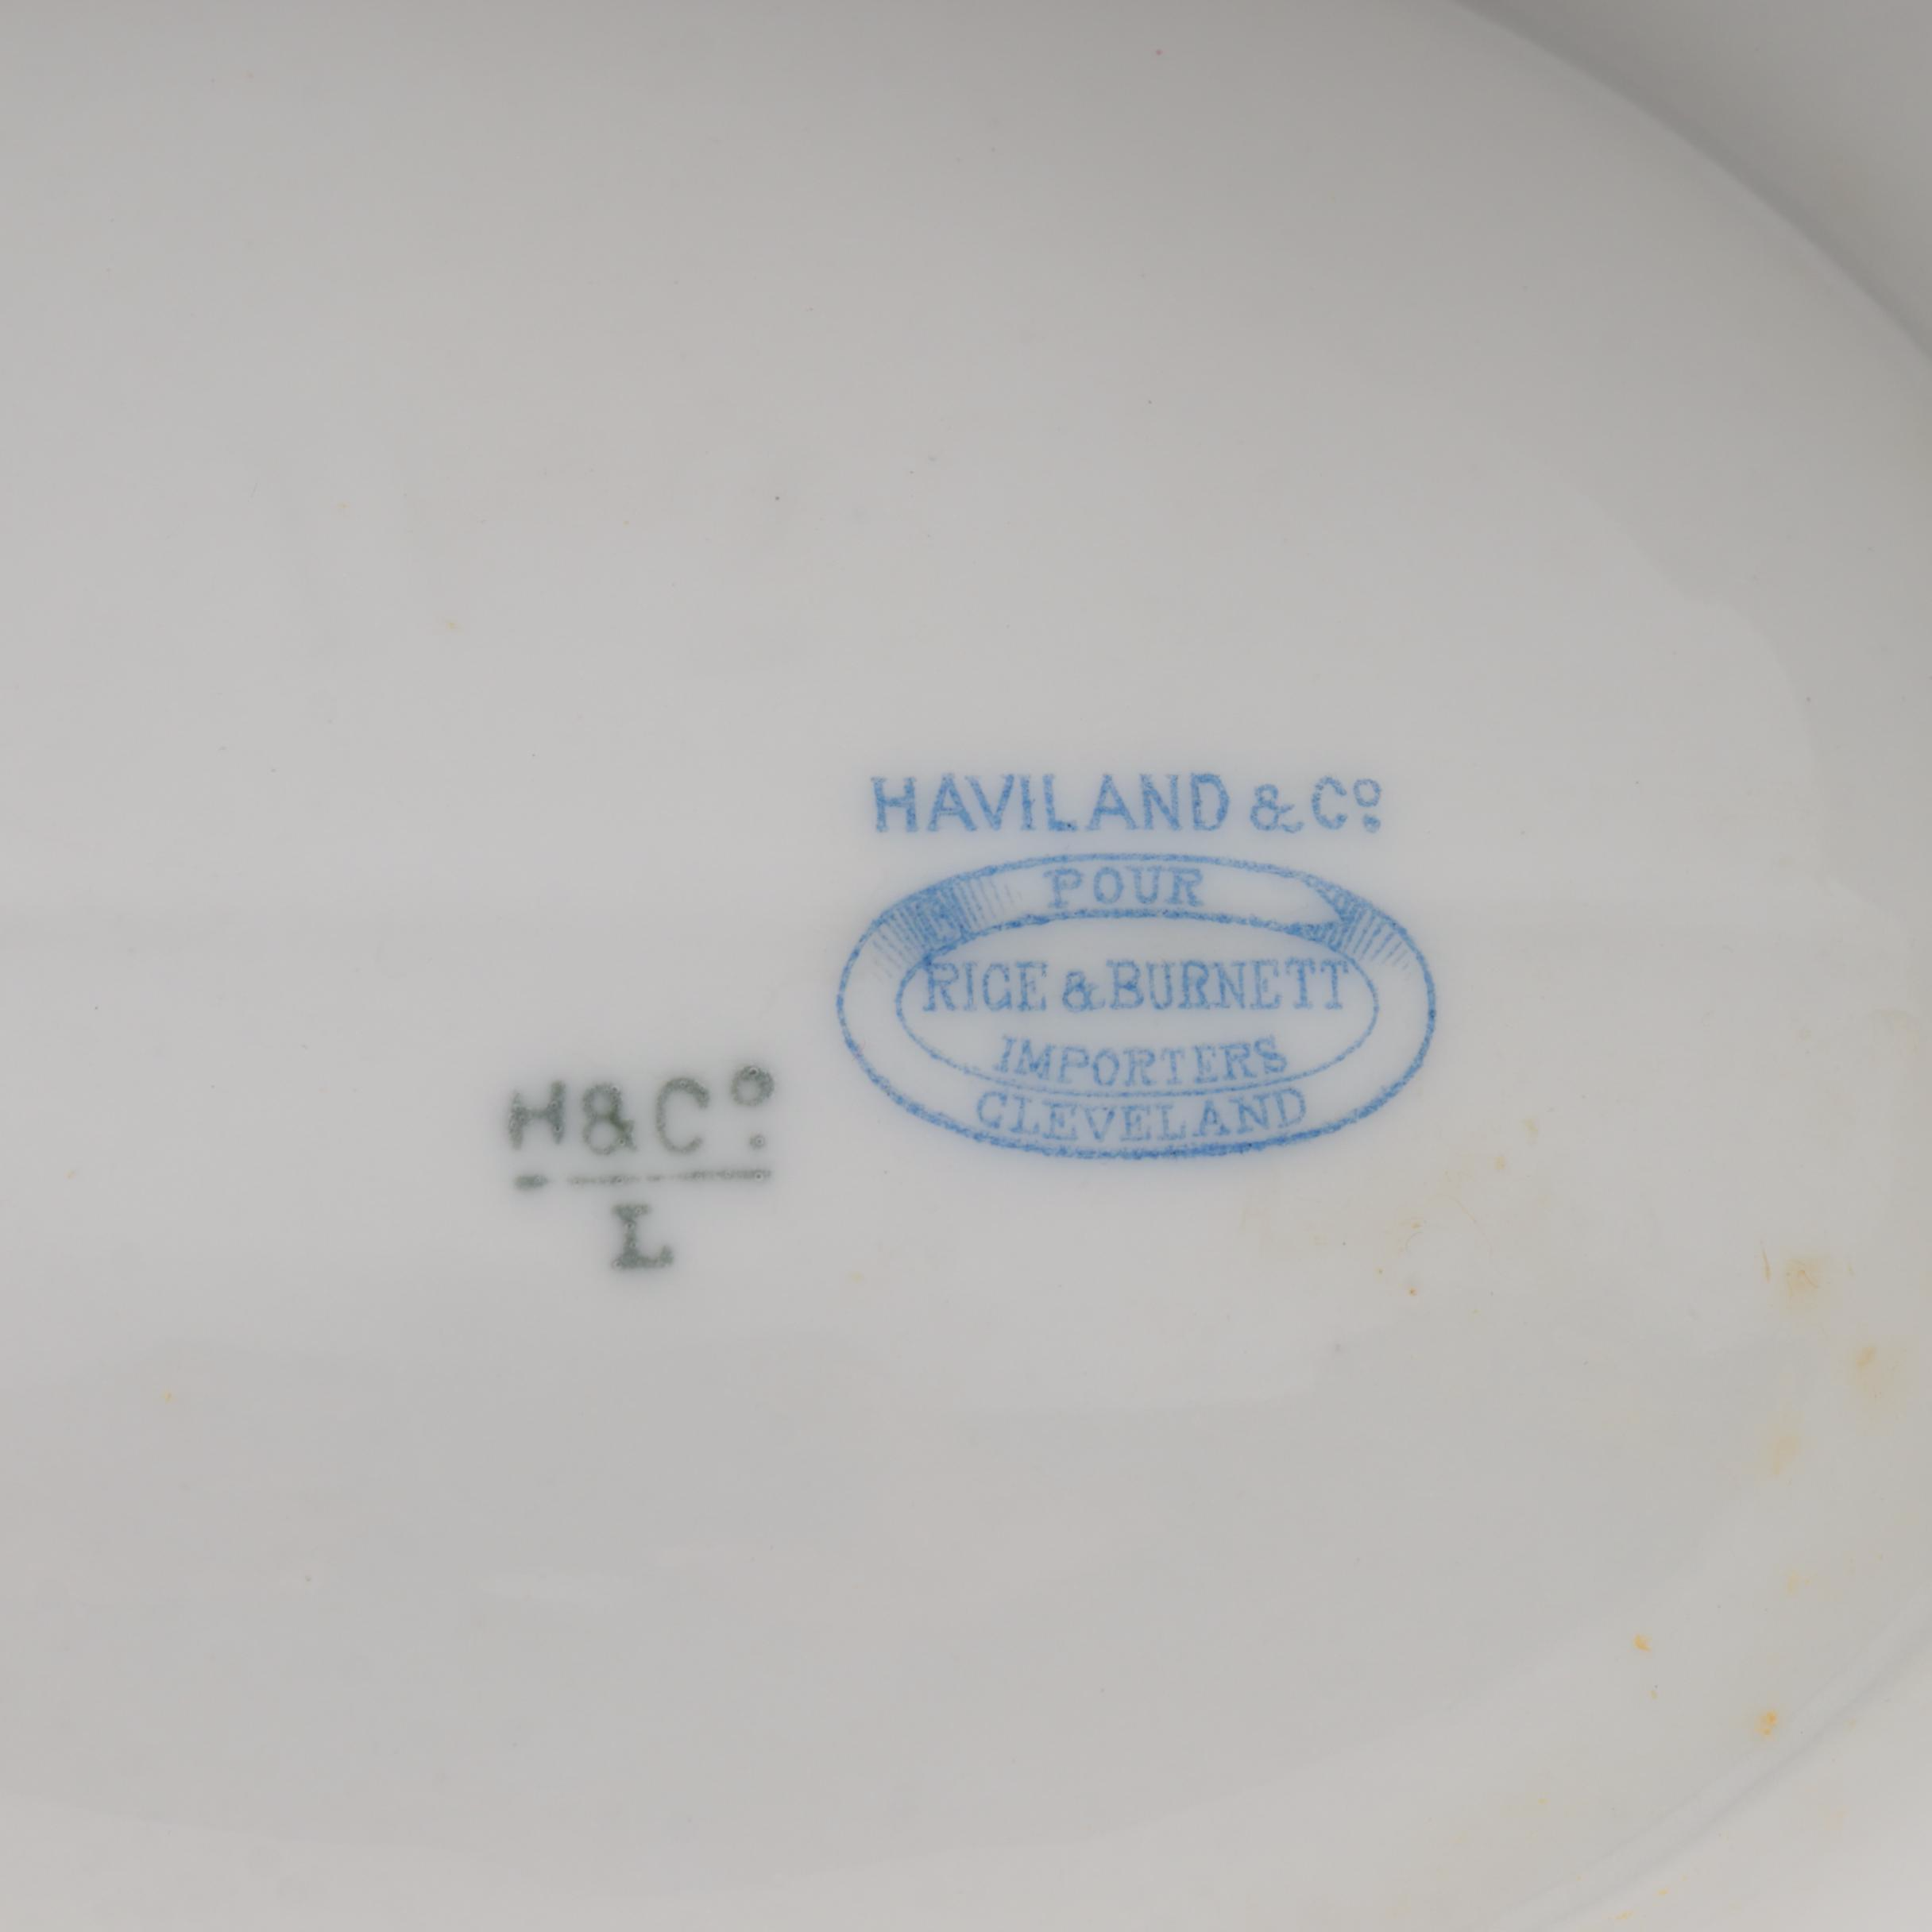 HAVILAND & Cº
POUR
RICE & BURNETT
IMPORTERS
CLEVELAND
H&Cº
L